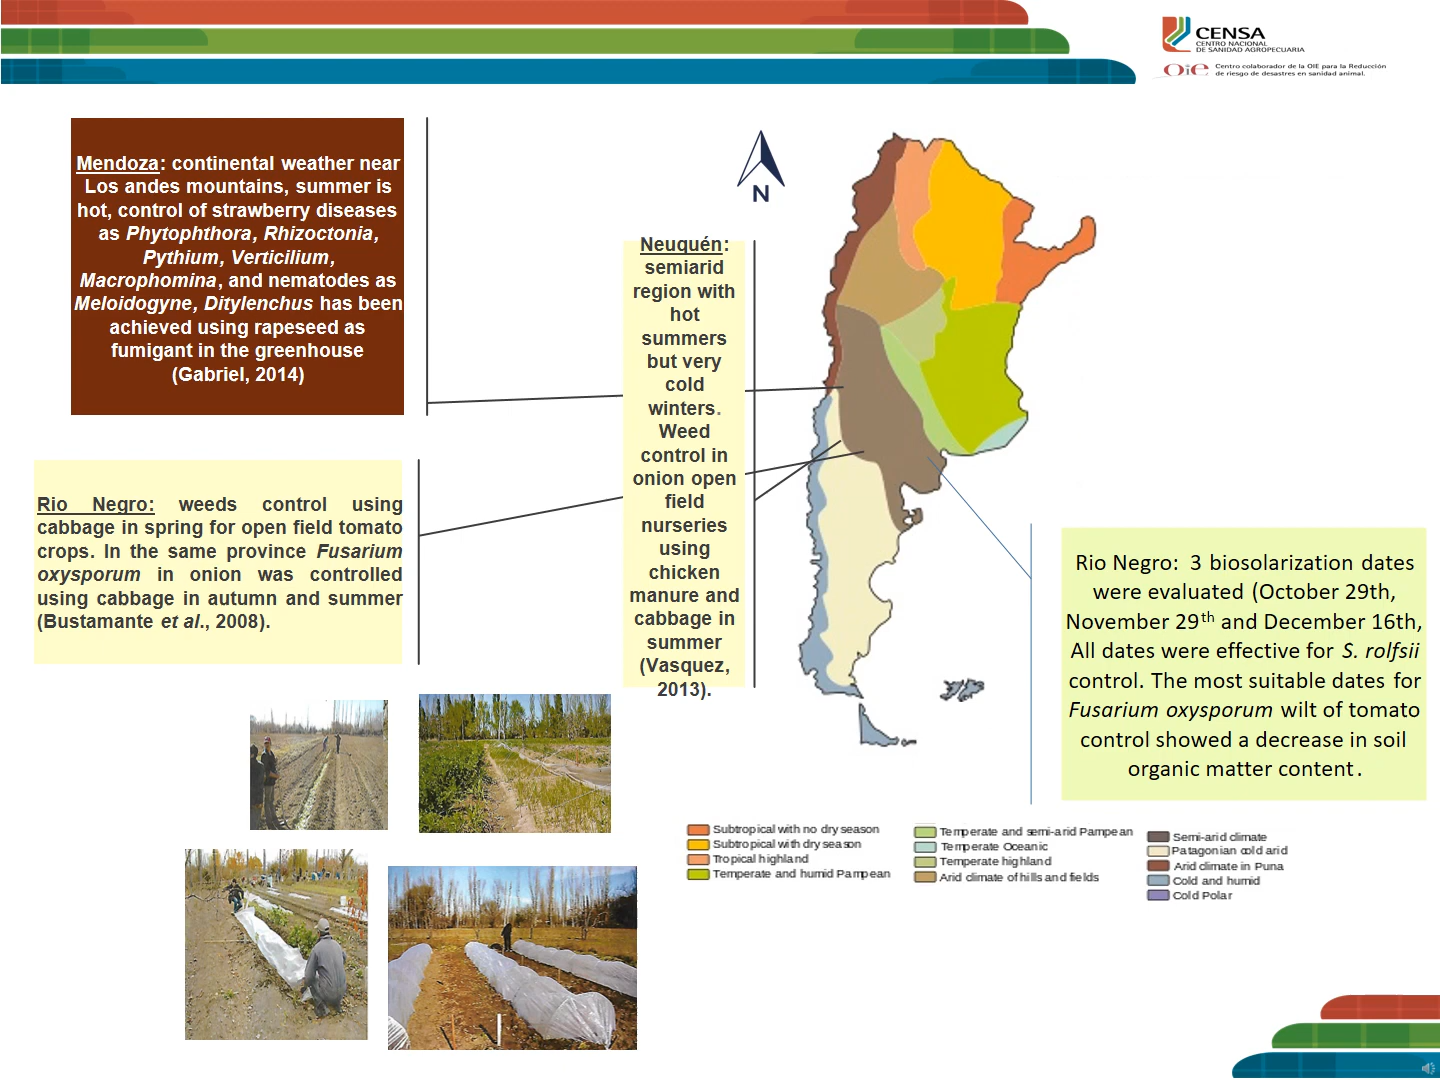 CENSA
CENTRO NACIONAL
DE SANIDAD AGROPECUARIA
OiE
Centro colaborador de la OIE para la Reducción
de riesgo de desastres en sanidad animal.
Mendoza: continental weather near
Los andes mountains, summer is
hot, control of strawberry diseases
as Phytophthora, Rhizoctonia,
Pythium, Verticilium,
Macrophomina, and nematodes as
Meloidogyne, Ditylenchus has been
achieved using rapeseed as
fumigant in the greenhouse
(Gabriel, 2014)
N
Neuquén:
semiarid
region with
hot
summers
but very
cold
winters.
Weed
control in
onion open
field
nurseries
using
chicken
manure and
cabbage in
summer
(Vasquez,
2013).
Rio Negro: weeds control using
cabbage in spring for open field tomato
crops. In the same province Fusarium
oxysporum in onion was controlled
using cabbage in autumn and summer
(Bustamante et al., 2008).
Rio Negro: 3 biosolarization dates
were evaluated (October 29th,
November 29th and December 16th,
All dates were effective for S. rolfsii
control. The most suitable dates for
Fusarium oxysporum wilt of tomato
control showed a decrease in soil
organic matter content.
Subtropical with no dry season
Subtropical with dry season
Tropical highland
Temperate and humid Pampean
Temperate and semi-arid Pampean
Temperate Oceanic
Temperate highland
Arid climate of hills and fields
Semi-arid climate
Patagonian cold arid
Arid climate in Puna
Cold and humid
Cold Polar